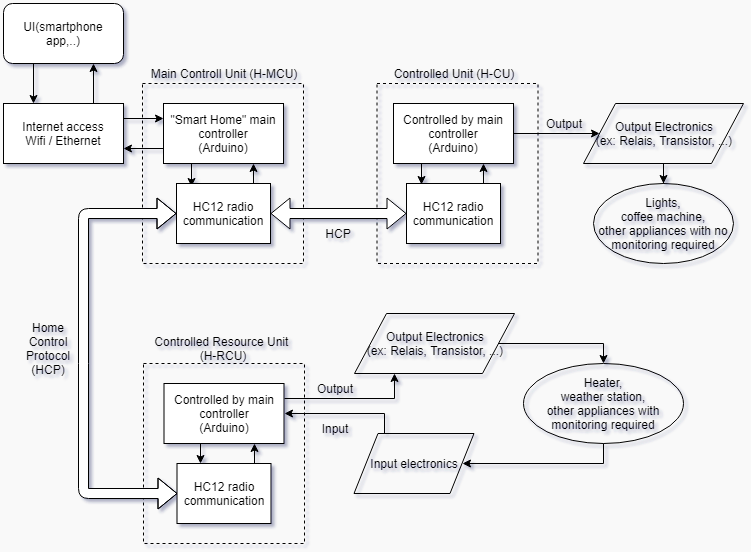 UI(smartphone
app,..)
Internet access
Wifi / Ethernet
Main Controll Unit (H-MCU)
"Smart Home" main
controller
(Arduino)
HC12 radio
communication
HCP
Controlled Unit (H-CU)
Controlled by main
controller
(Arduino)
HC12 radio
communication
Output
Output Electronics
(ex: Relais, Transistor, ...)
Lights,
coffee machine,
other appliances with no
monitoring required
Home
Control
Protocol
(HCP)
Controlled Resource Unit
(H-RCU)
Controlled by main
controller
(Arduino)
HC12 radio
communication
Output
Input
Output Electronics
(ex: Relais, Transistor, ...)
Input electronics
Heater,
weather station,
other appliances with
monitoring required